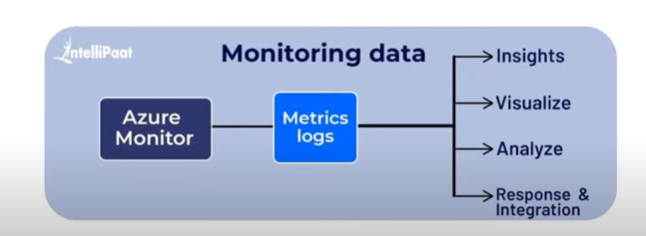 IntelliPaat
Monitoring data
Azure
Monitor
Metrics
logs
Insights
Visualize
Analyze
Response &
Integration